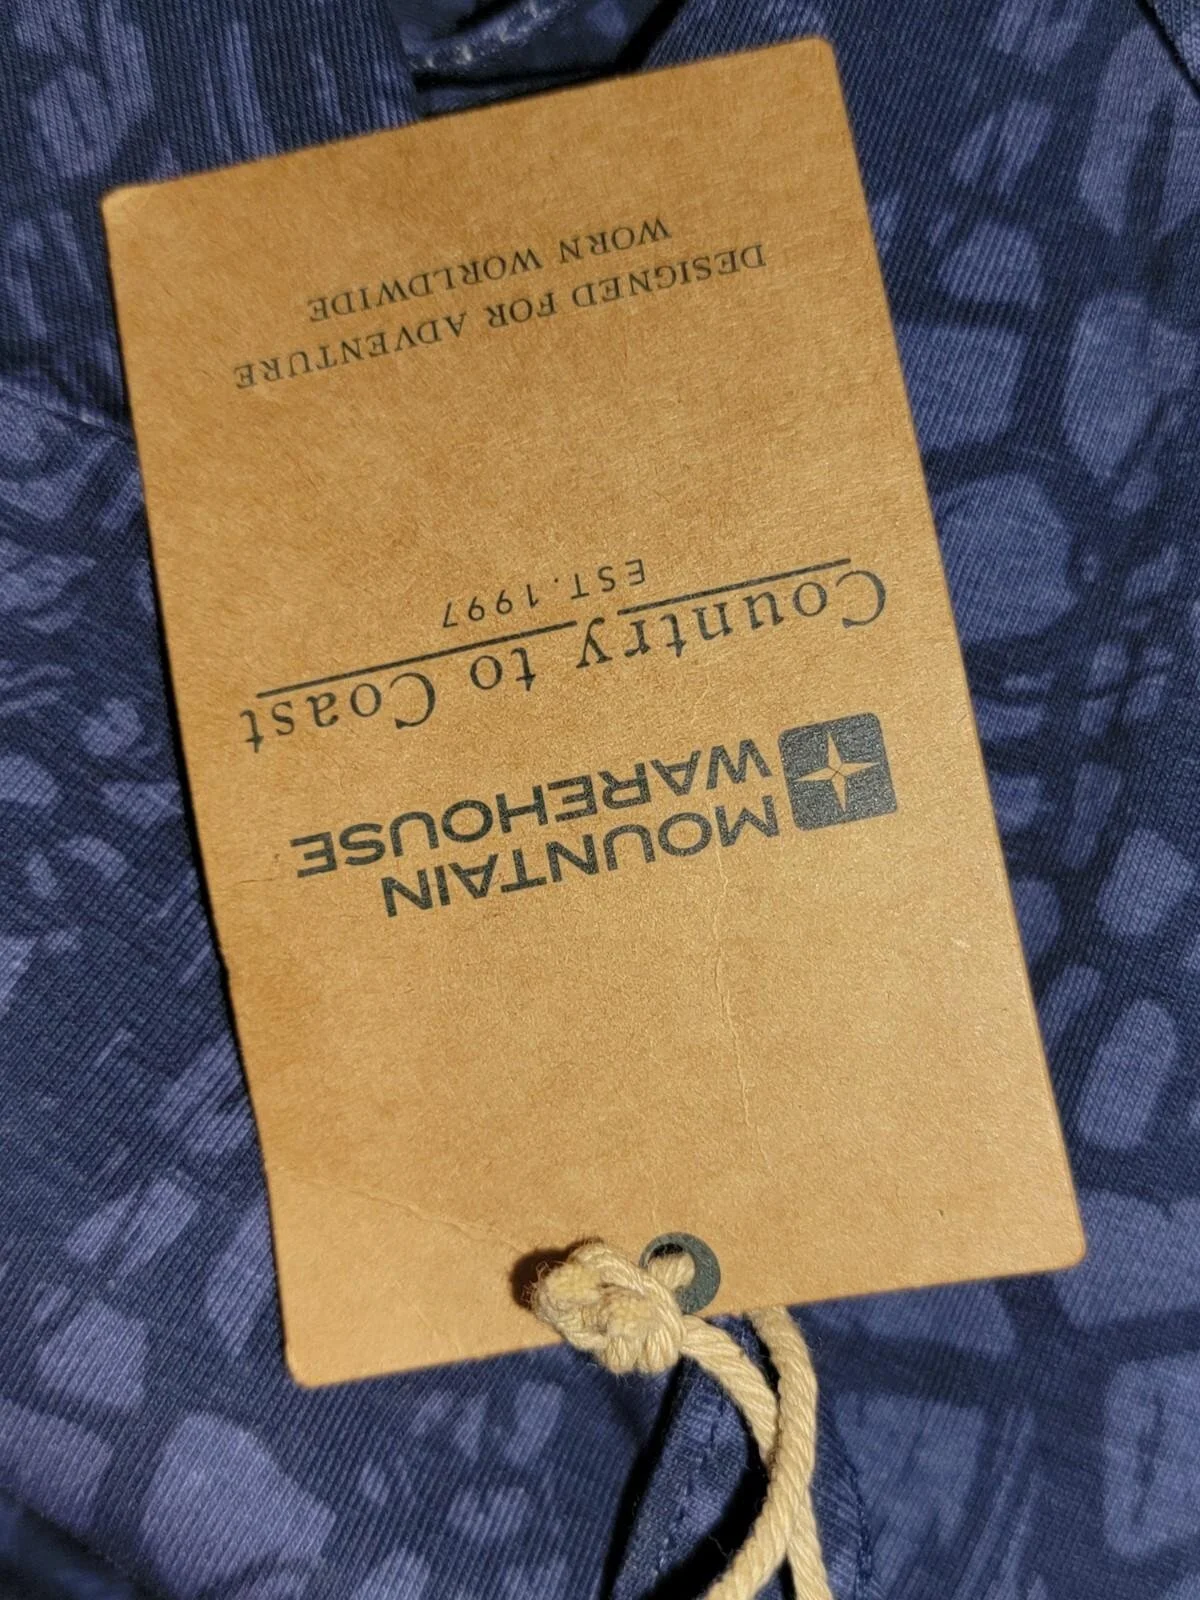 MOUNTAIN
WAREHOUSE
Country to Coast
EST.1997
DESIGNED FOR ADVENTURE
WORN WORLDWIDE